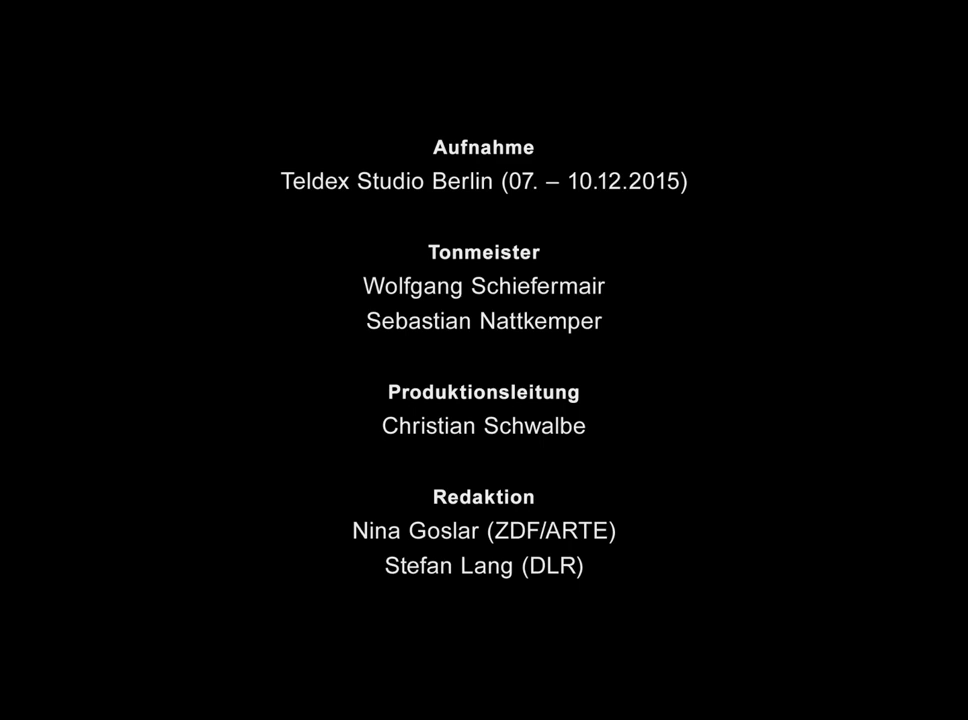 Aufnahme
Teldex Studio Berlin (07. – 10.12.2015)
Tonmeister
Wolfgang Schiefermair
Sebastian Nattkemper
Produktionsleitung
Christian Schwalbe
Redaktion
Nina Goslar (ZDF/ARTE)
Stefan Lang (DLR)